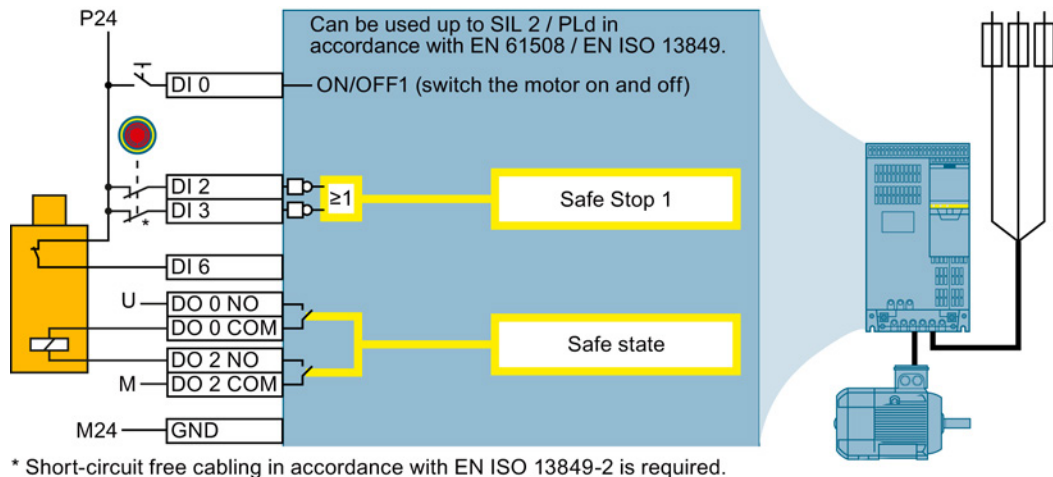 P24
Can be used up to SIL 2 / PLd in
accordance with EN 61508 / EN ISO 13849.
DI 0
ON/OFF1 (switch the motor on and off)
DI 2
DI 3
*
≥1
Safe Stop 1
DI 6
U
DO 0 NO
DO 0 COM
DO 2 NO
M
DO 2 COM
Safe state
M24
GND
* Short-circuit free cabling in accordance with EN ISO 13849-2 is required.